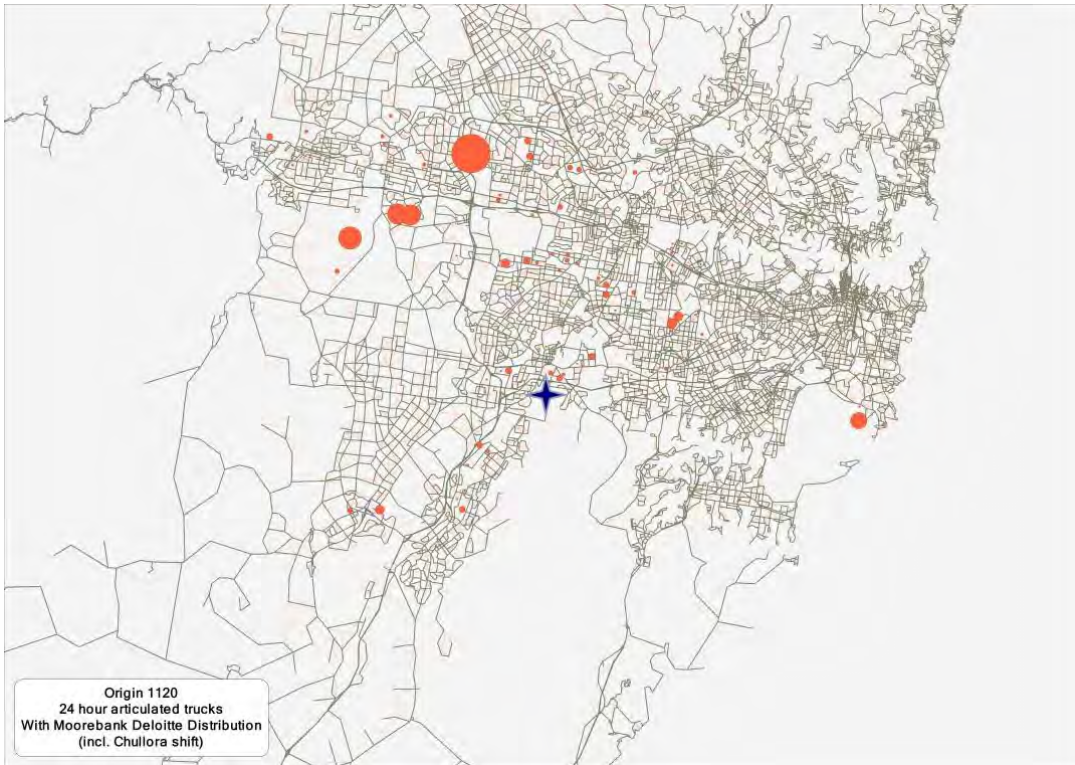 Origin 1120
24 hour articulated trucks
With Moorebank Deloitte Distribution
(incl. Chullora shift)